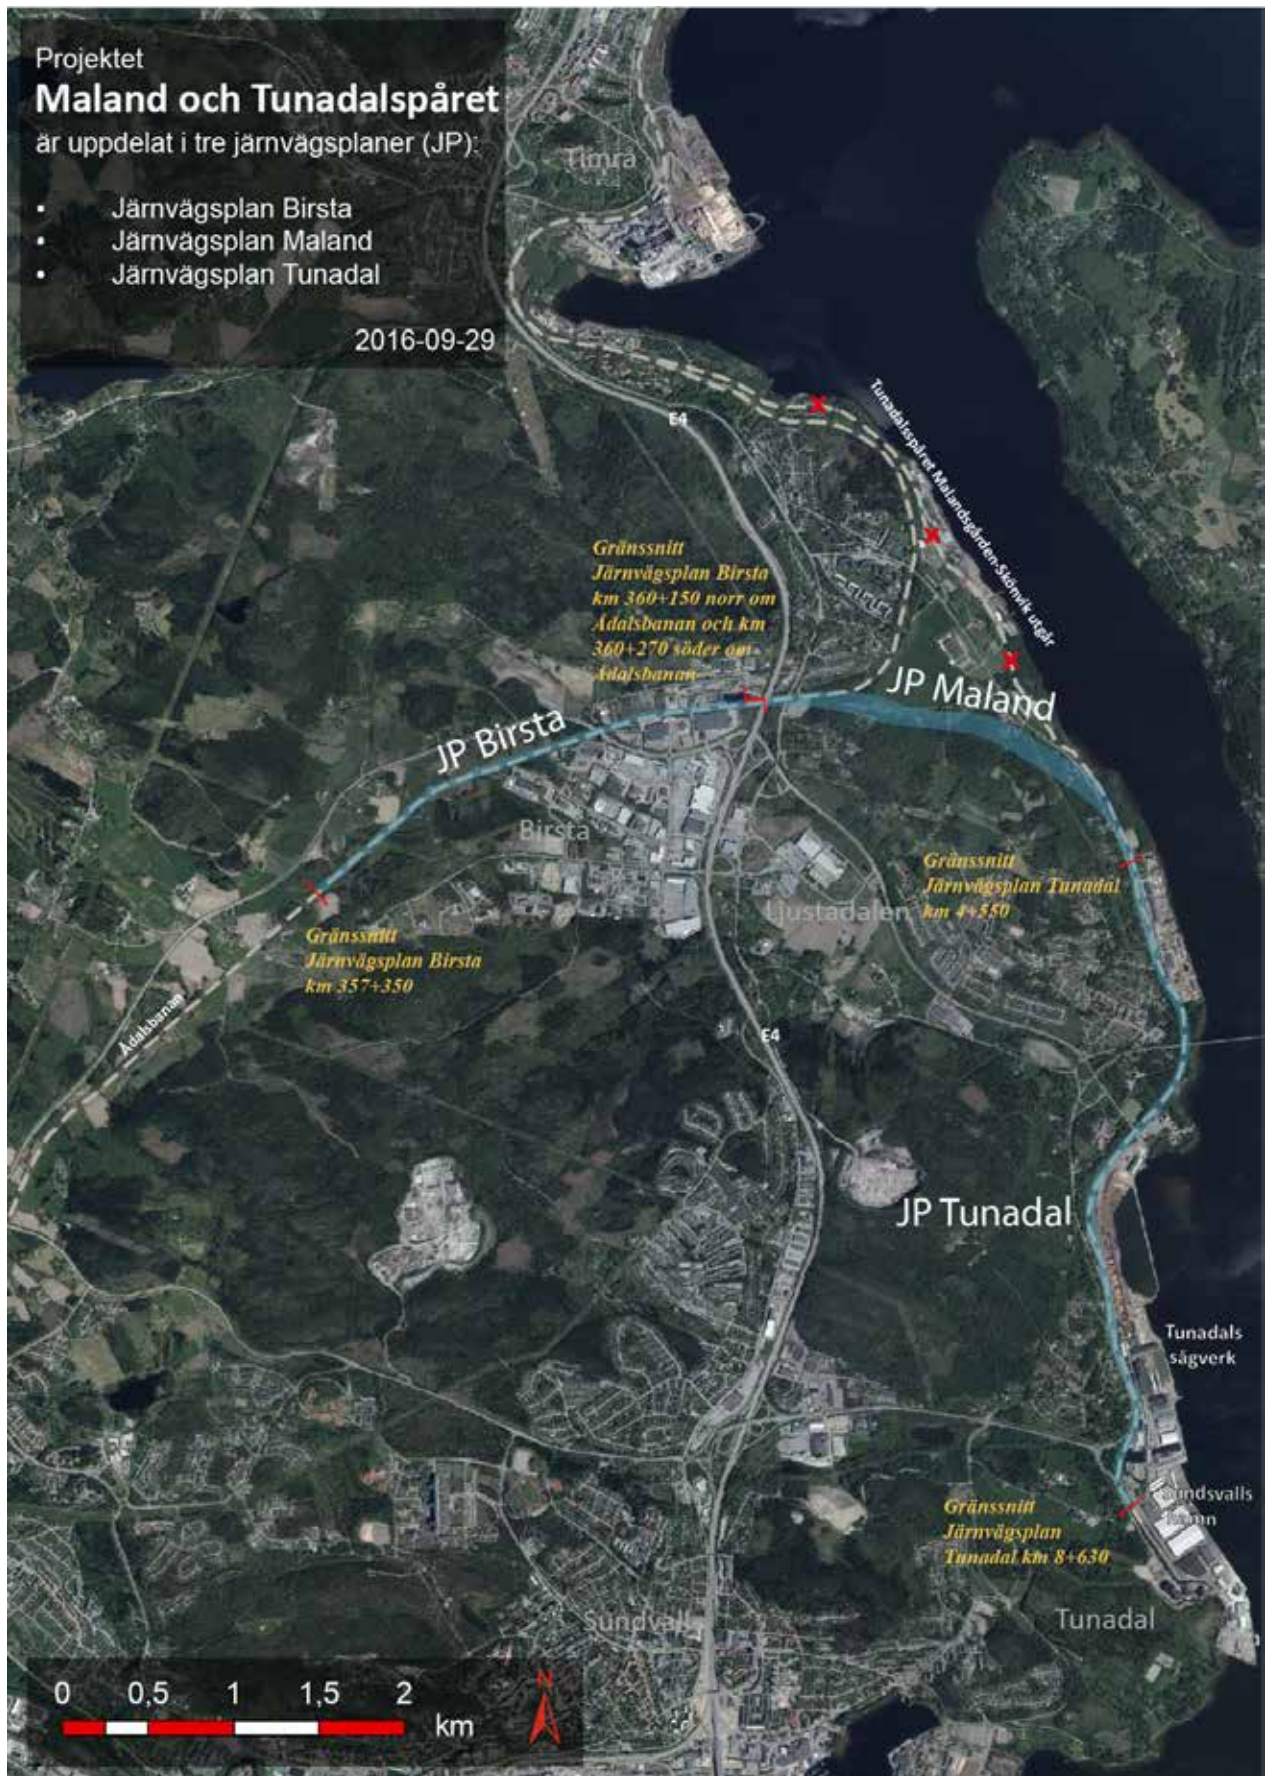 Projektet
Maland och Tunadalspåret
är uppdelat i tre järnvägsplaner (JP):
• Järnvägsplan Birsta
• Järnvägsplan Maland
• Järnvägsplan Tunadal
2016-09-29
Timrå
E4
Tunadalsspåret Malandsgården-Skönvik utgår
Gränssnitt
Järnvägsplan Birsta
km 360+150 norr om
Ådalsbanan och km
360+270 söder om
Ådalsbanan
JP Maland
JP Birsta
Birsta
Gränssnitt
Järnvägsplan Tunadal
km 4+550
Ljustadalen
Gränssnitt
Järnvägsplan Birsta
km 357+350
Ådalsbanan
E4
JP Tunadal
Tunadals
sågverk
Sundsvalls
hamn
Gränssnitt
Järnvägsplan
Tunadal km 8+630
Tunadal
Sundvall
0 0,5 1 1,5 2
km
N